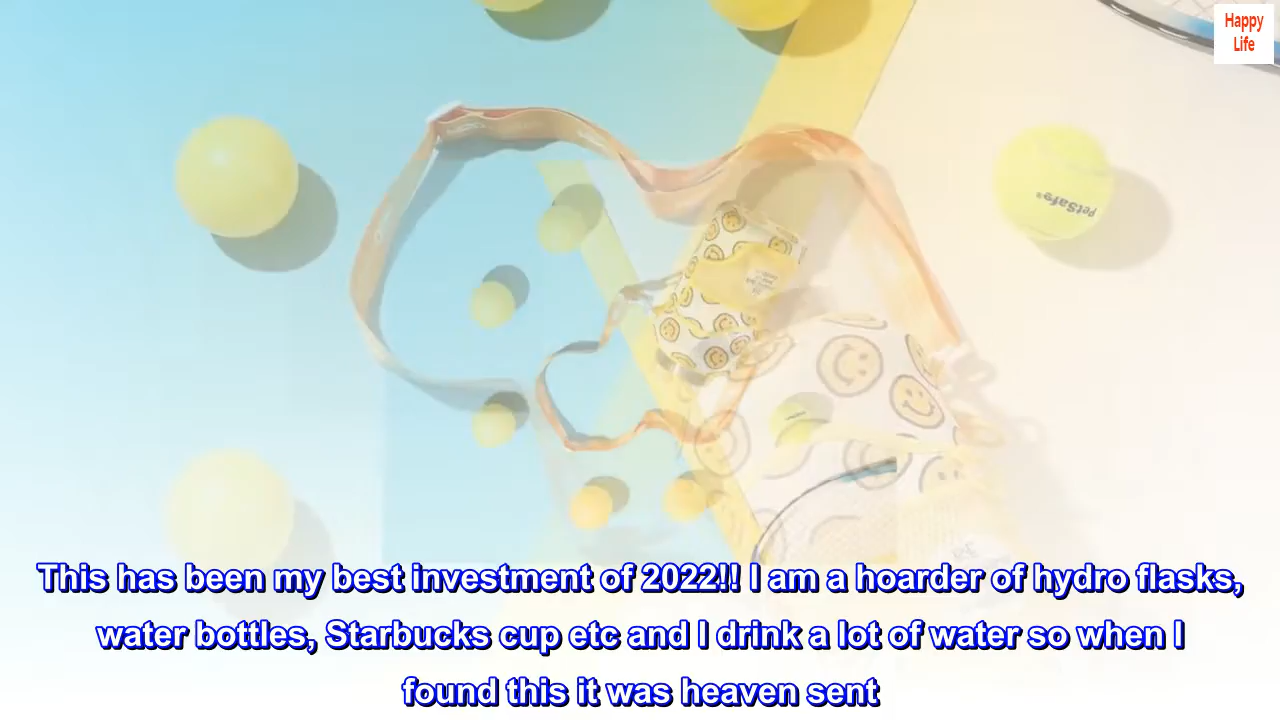 Happy
Life
PetSafe®
This has been my best investment of 2022!! I am a hoarder of hydro flasks,
water bottles, Starbucks cup etc and I drink a lot of water so when I
found this it was heaven sent